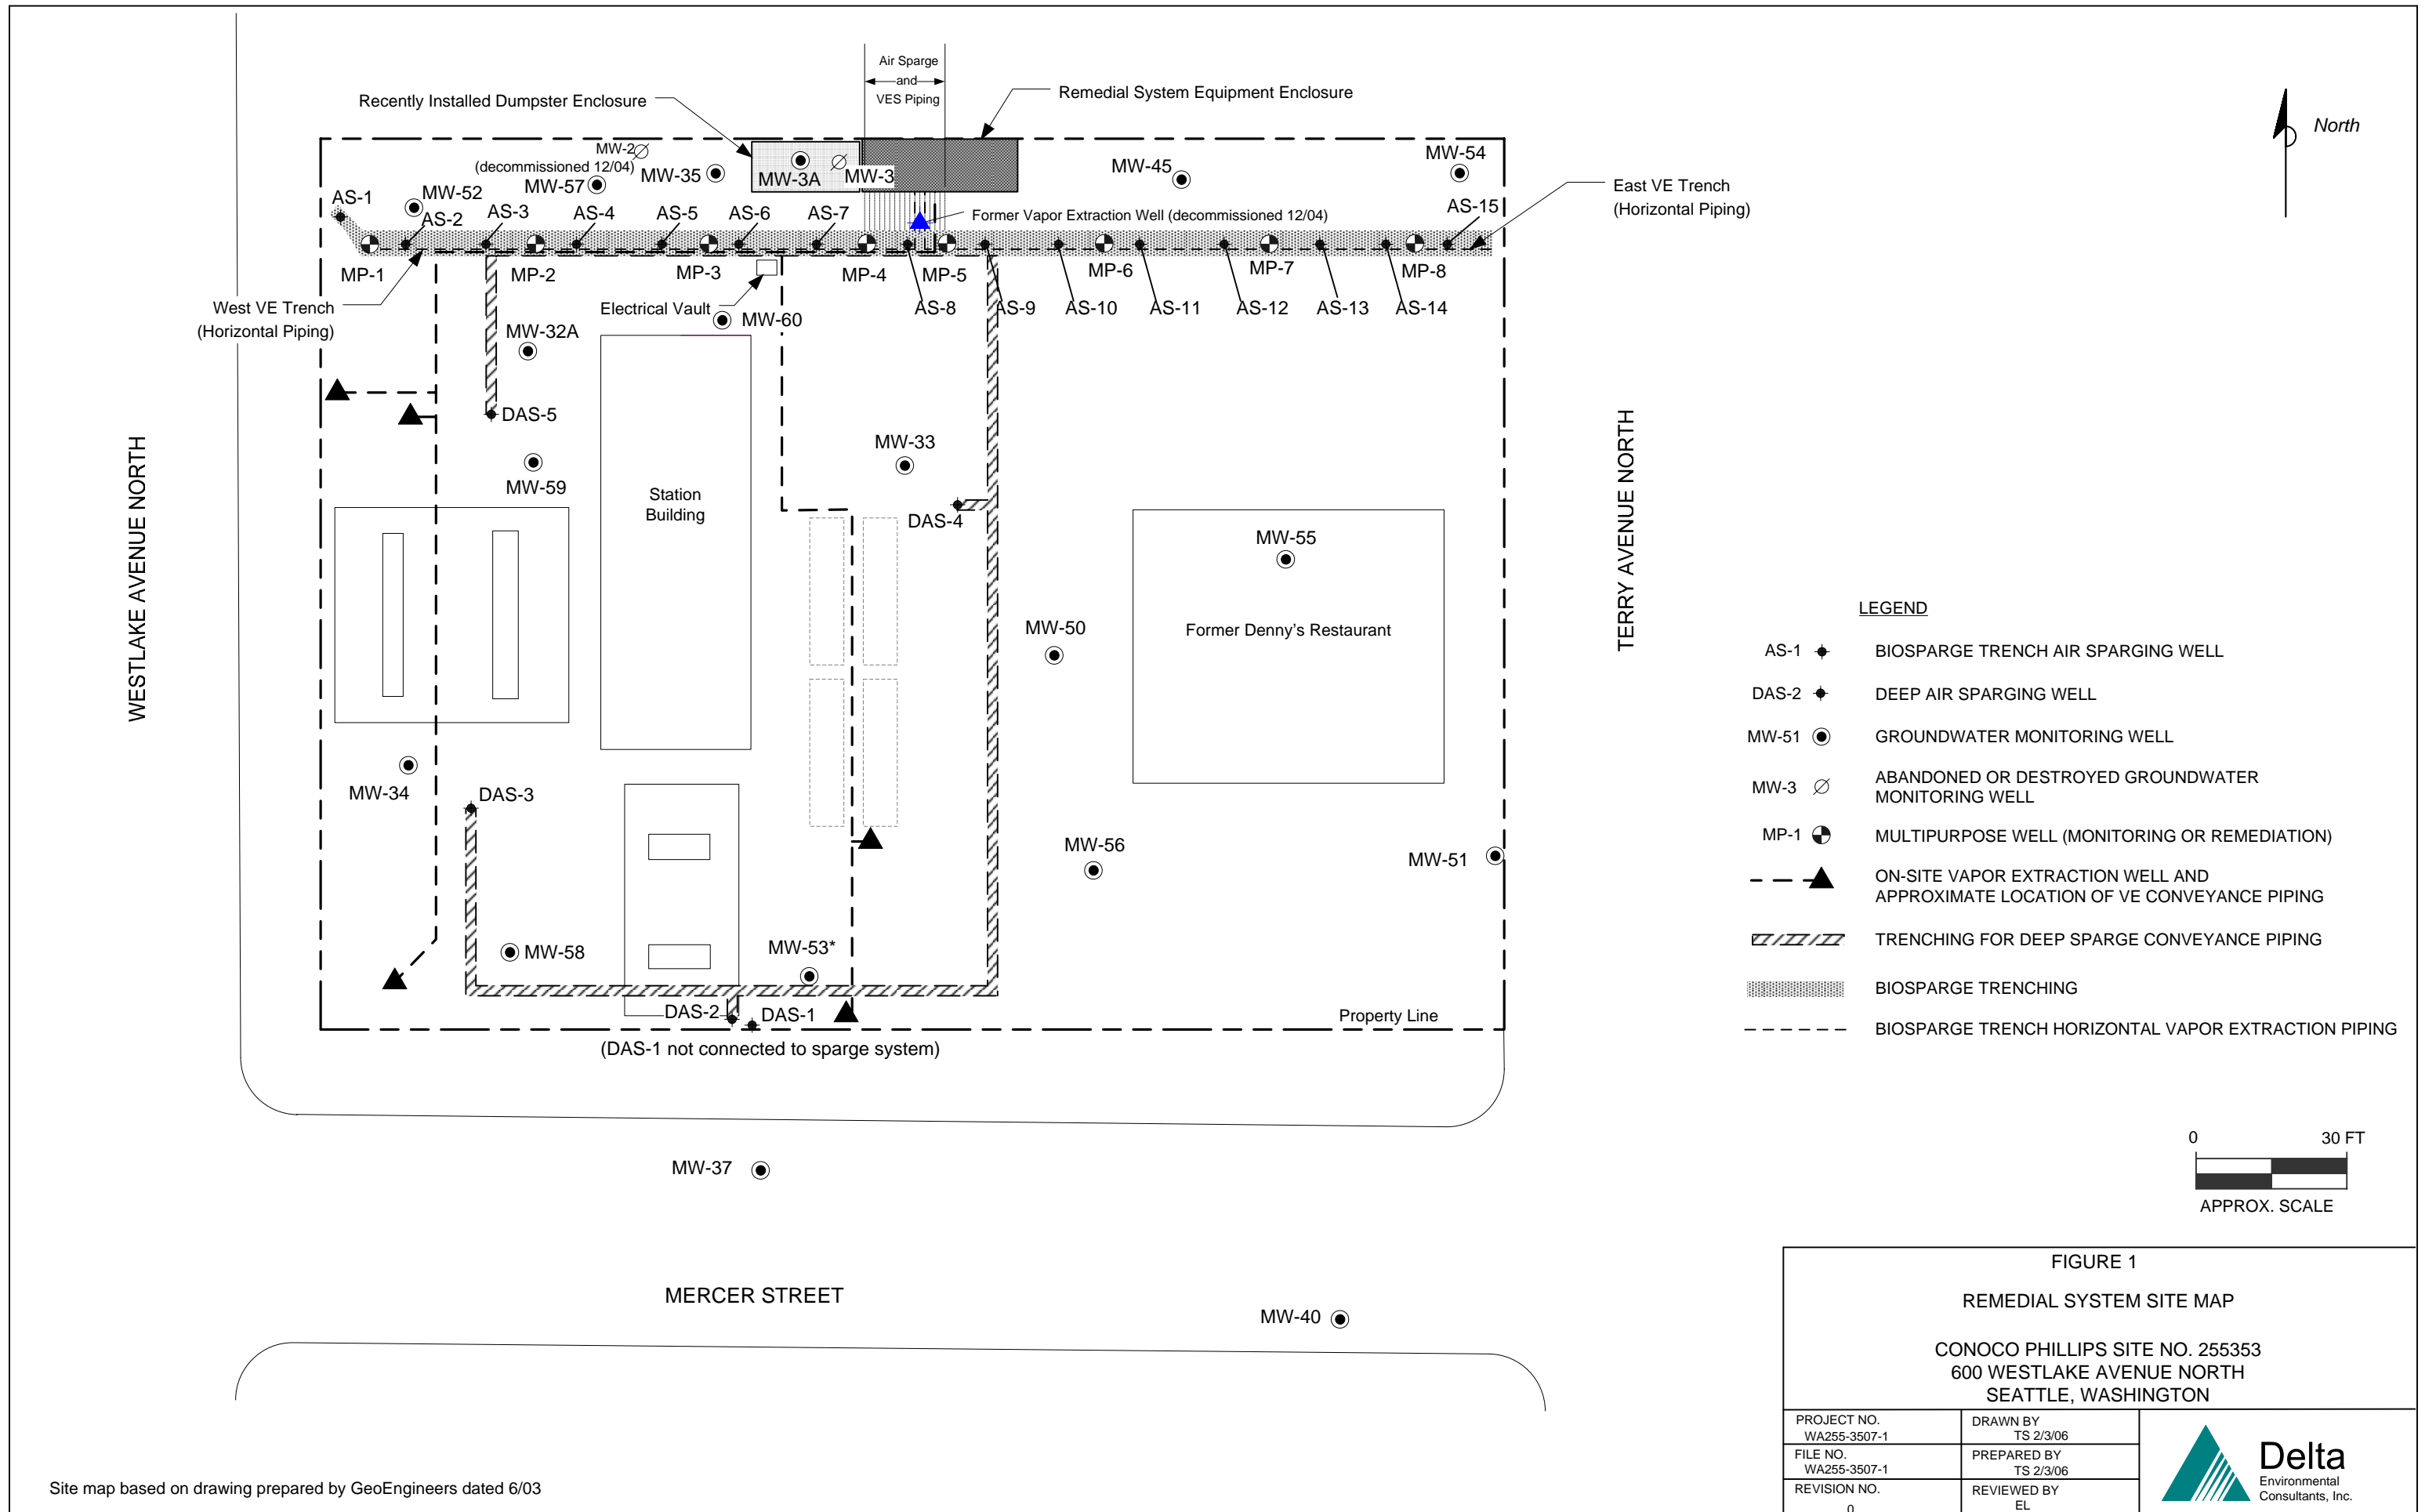 Air Sparge
and
VES Piping
Recently Installed Dumpster Enclosure
Remedial System Equipment Enclosure
North
MW-2
(decommissioned 12/04)
MW-57
MW-35
MW-3A
MW-3
MW-45
MW-54
AS-1
MW-52
AS-2
AS-3
AS-4
AS-5
AS-6
AS-7
Former Vapor Extraction Well (decommissioned 12/04)
AS-15
East VE Trench
(Horizontal Piping)
MP-1
MP-2
MP-3
MP-4
MP-5
MP-6
MP-7
MP-8
West VE Trench
(Horizontal Piping)
Electrical Vault
MW-60
AS-8
AS-9
AS-10
AS-11
AS-12
AS-13
AS-14
MW-32A
DAS-5
MW-33
MW-59
Station
Building
DAS-4
MW-55
WESTLAKE AVENUE NORTH
TERRY AVENUE NORTH
MW-50
Former Denny's Restaurant
MW-34
DAS-3
MW-56
MW-51
MW-58
MW-53*
DAS-2
DAS-1
Property Line
(DAS-1 not connected to sparge system)
MW-37
MERCER STREET
MW-40
LEGEND
AS-1 BIOSPARGE TRENCH AIR SPARGING WELL
DAS-2 DEEP AIR SPARGING WELL
MW-51 GROUNDWATER MONITORING WELL
MW-3 ABANDONED OR DESTROYED GROUNDWATER
MONITORING WELL
MP-1 MULTIPURPOSE WELL (MONITORING OR REMEDIATION)
ON-SITE VAPOR EXTRACTION WELL AND
APPROXIMATE LOCATION OF VE CONVEYANCE PIPING
TRENCHING FOR DEEP SPARGE CONVEYANCE PIPING
BIOSPARGE TRENCHING
BIOSPARGE TRENCH HORIZONTAL VAPOR EXTRACTION PIPING
0 30 FT
APPROX. SCALE
FIGURE 1
REMEDIAL SYSTEM SITE MAP
CONOCO PHILLIPS SITE NO. 255353
600 WESTLAKE AVENUE NORTH
SEATTLE, WASHINGTON
PROJECT NO.
WA255-3507-1
DRAWN BY
TS 2/3/06
FILE NO.
WA255-3507-1
PREPARED BY
TS 2/3/06
REVISION NO.
0
REVIEWED BY
EL
Delta
Environmental
Consultants, Inc.
Site map based on drawing prepared by GeoEngineers dated 6/03